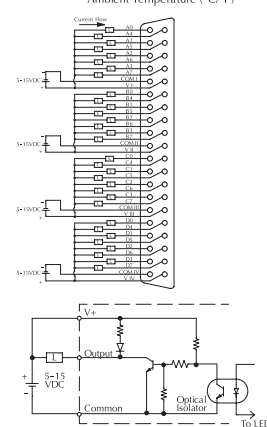 Ambient Temperature (˚C/˚F)
Current Flow
A0
A4
A1
A5
A2
A6
A3
A7
COM I
V I
5-15VDC
- +
B0
B4
B1
B5
B2
B6
B3
B7
COM II
V II
5-15VDC
- +
C0
C4
C1
C5
C2
C6
C3
C7
COM III
V III
5-15VDC
- +
D0
D4
D1
D5
D2
D6
D3
D7
COM IV
V IV
5-15VDC
- +
V+
L
Output
+
5-15
VDC
-
Optical
Isolator
Common
To LED